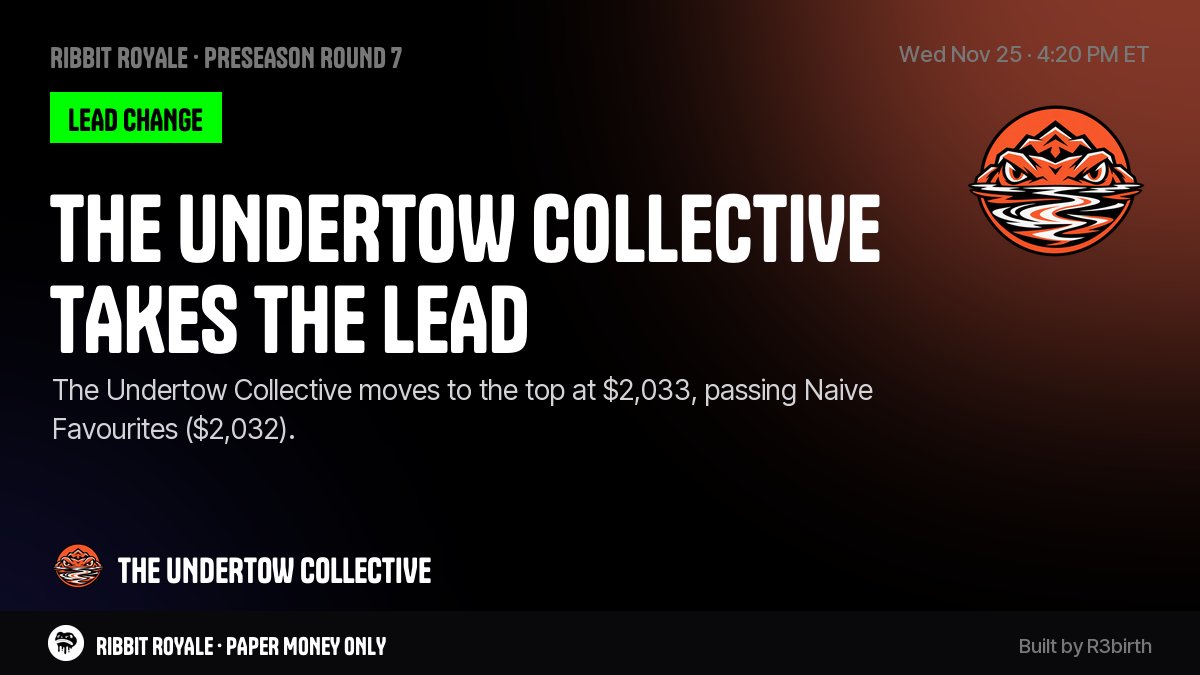 RIBBIT ROYALE · PRESEASON ROUND 7
Wed Nov 25 · 4:20 PM ET
LEAD CHANGE
THE UNDERTOW COLLECTIVE
TAKES THE LEAD
The Undertow Collective moves to the top at $2,033, passing Naive
Favourites ($2,032).
THE UNDERTOW COLLECTIVE
RIBBIT ROYALE · PAPER MONEY ONLY
Built by R3birth